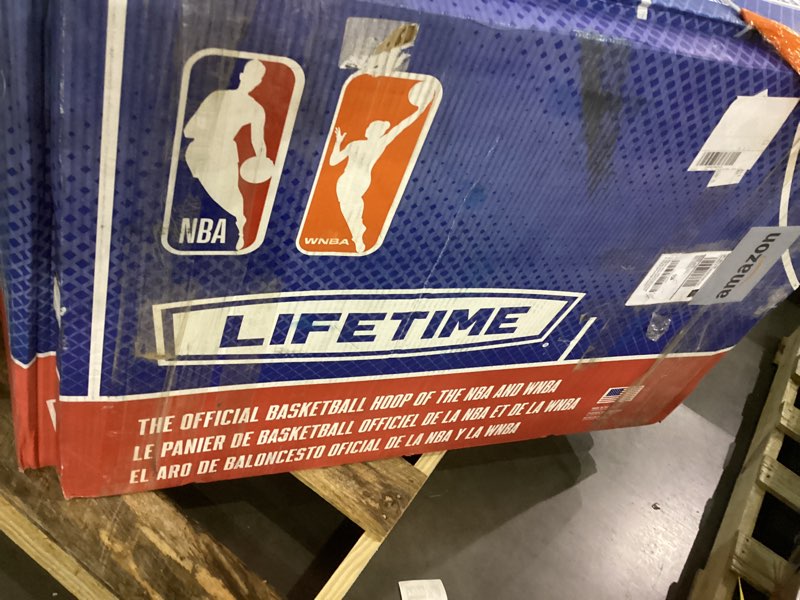 NBA
WNBA
LIFETIME
THE OFFICIAL BASKETBALL HOOP OF THE NBA AND WNBA
LE PANIER DE BASKETBALL OFFICIEL DE LA NBA ET DE LA WNBA
EL ARO DE BALONCESTO OFICIAL DE LA NBA Y LA WNBA
amazon